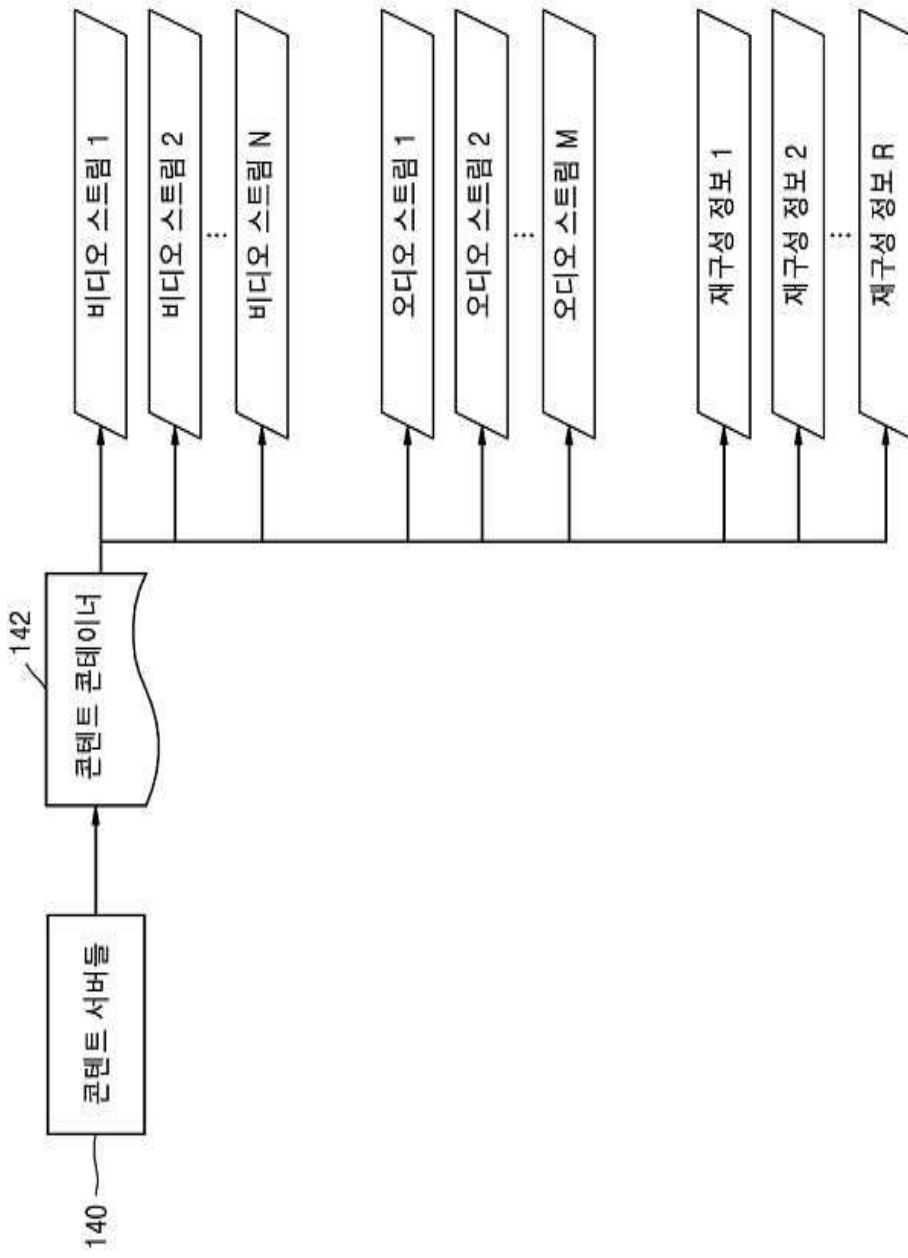 140
콘텐트 서버들
142
콘텐트 콘테이너
비디오 스트림 1
비디오 스트림 2
...
비디오 스트림 N
오디오 스트림 1
오디오 스트림 2
...
오디오 스트림 M
재구성 정보 1
재구성 정보 2
...
재구성 정보 R